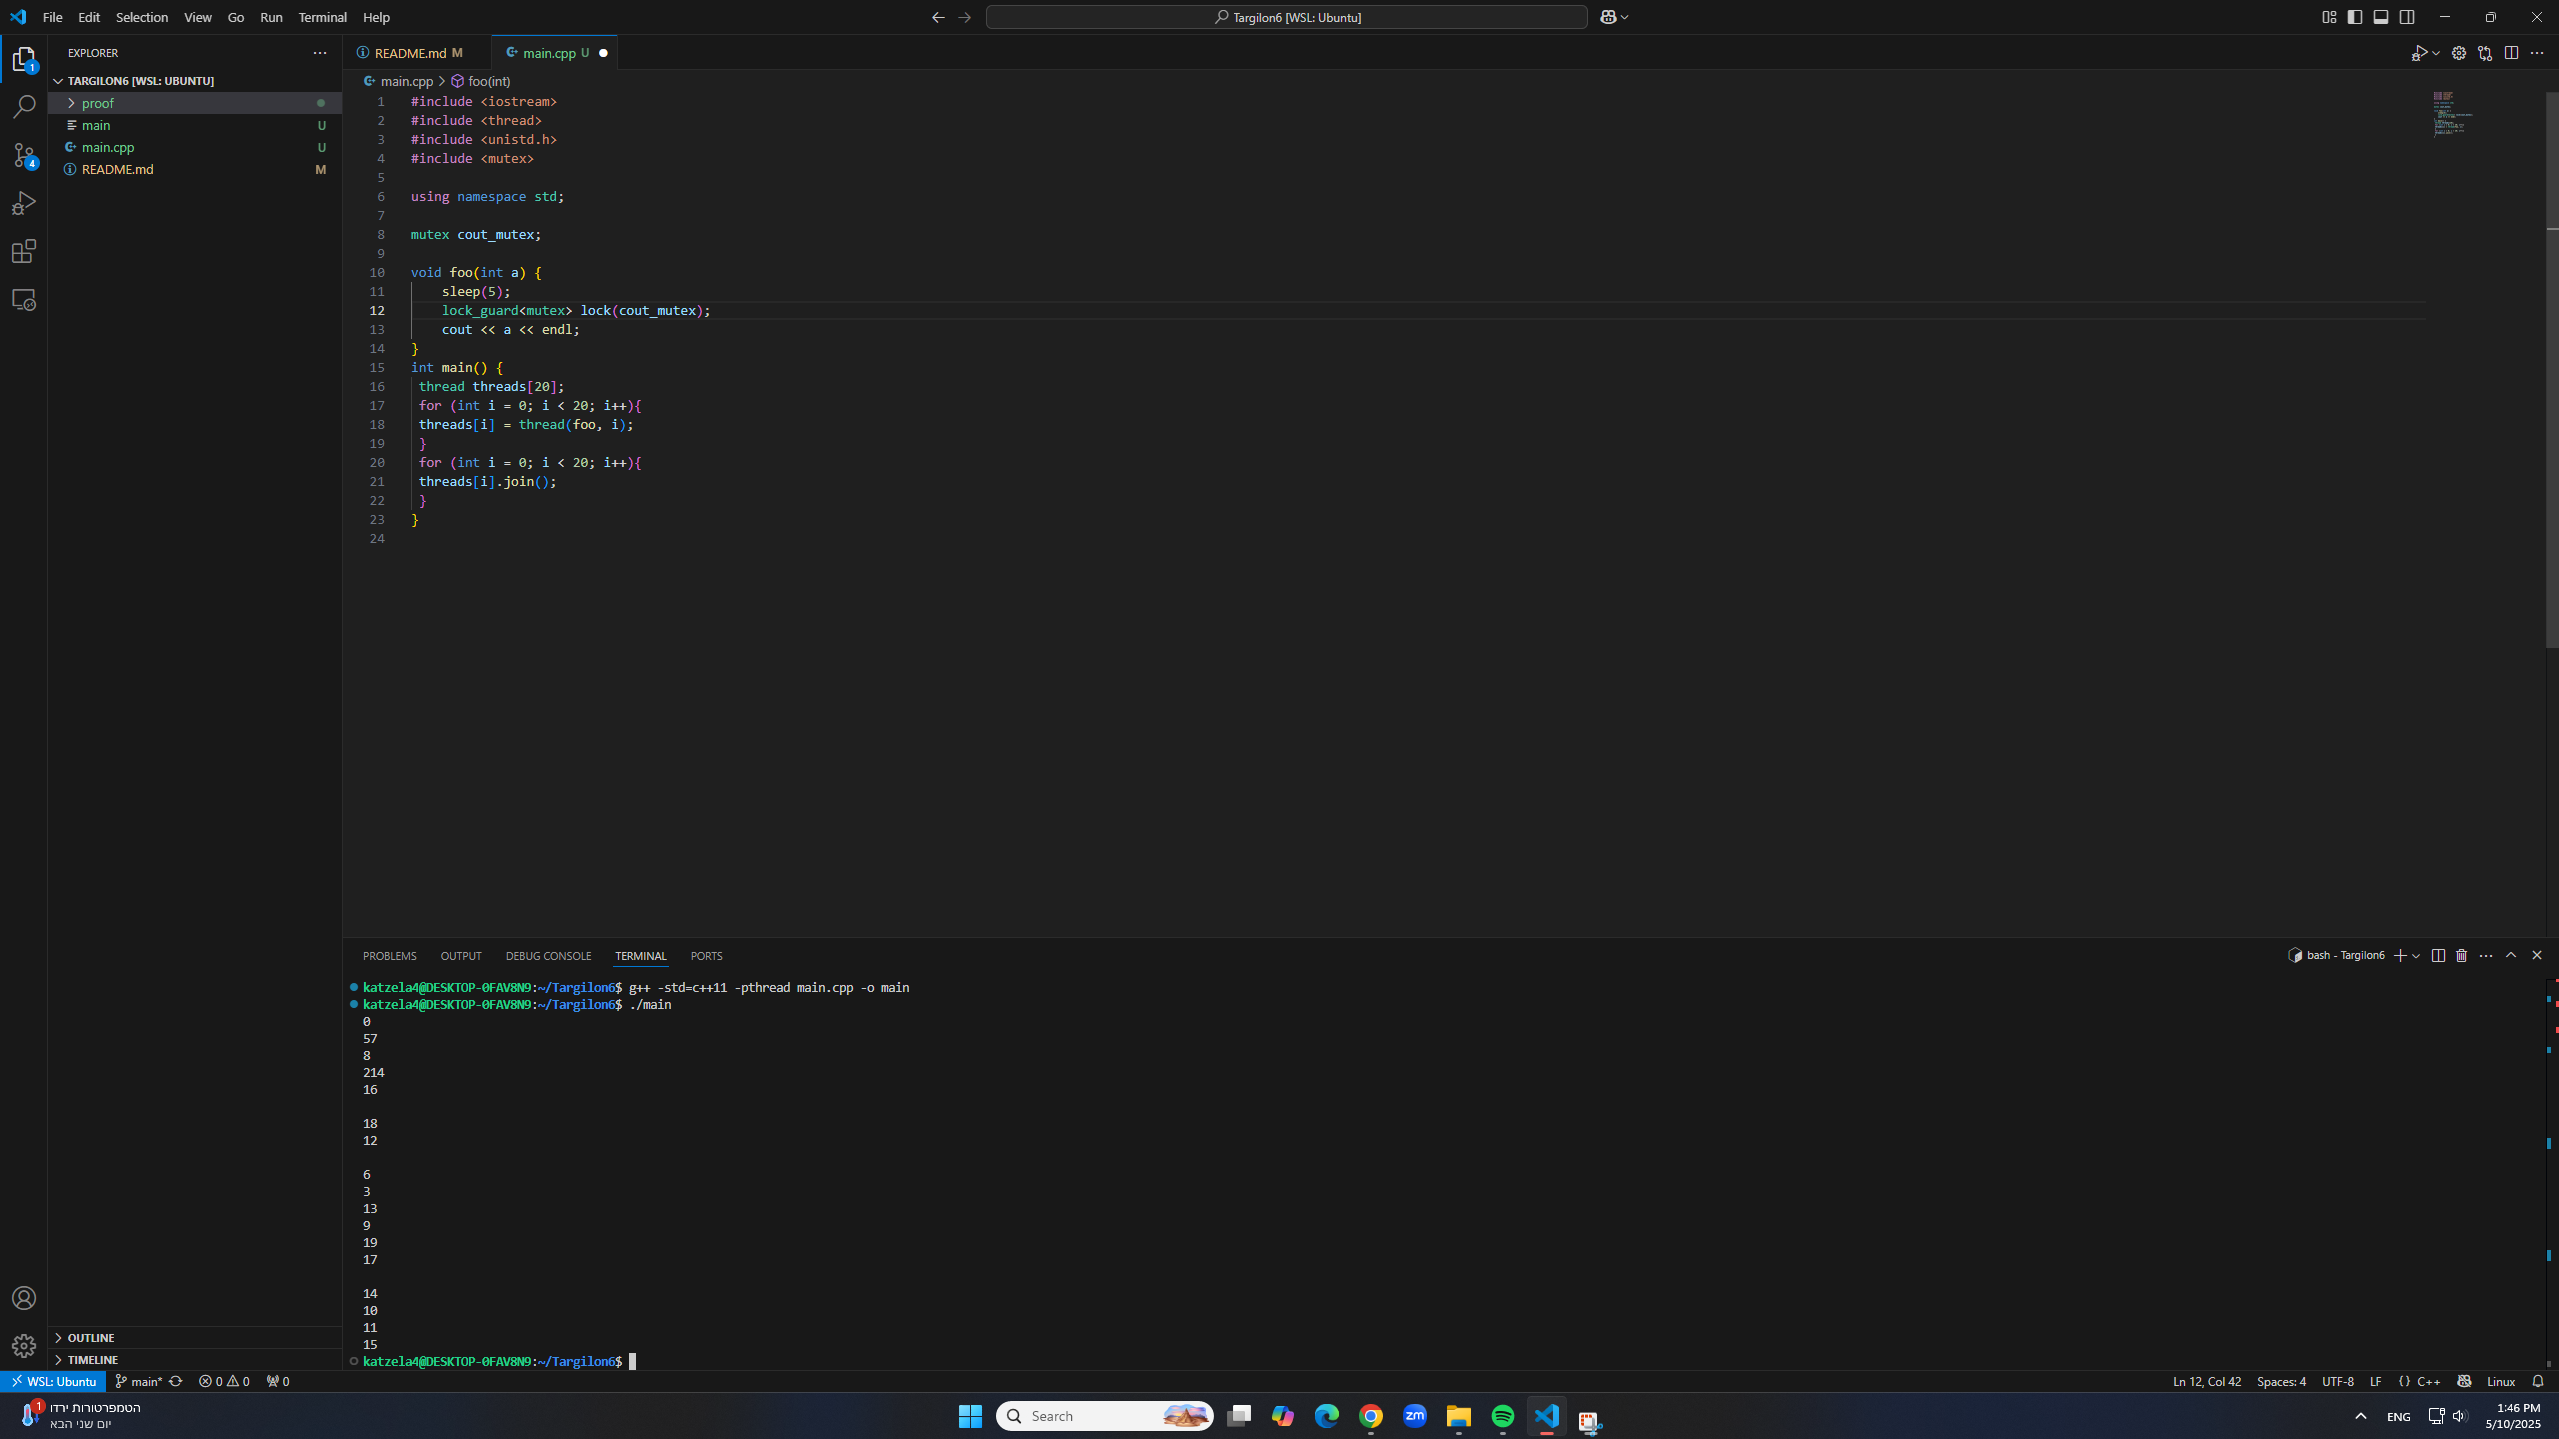 File Edit Selection View Go Run Terminal Help
Targilon6 [WSL: Ubuntu]
EXPLORER
TARGILON6 [WSL: UBUNTU]
proof
main U
main.cpp U
README.md M
1
4
README.md M
main.cpp U
main.cpp > foo(int)
1 #include <iostream>
2 #include <thread>
3 #include <unistd.h>
4 #include <mutex>
5
6 using namespace std;
7
8 mutex cout_mutex;
9
10 void foo(int a) {
11 sleep(5);
12 lock_guard<mutex> lock(cout_mutex);
13 cout << a << endl;
14 }
15 int main() {
16 thread threads[20];
17 for (int i = 0; i < 20; i++){
18 threads[i] = thread(foo, i);
19 }
20 for (int i = 0; i < 20; i++){
21 threads[i].join();
22 }
23 }
24
PROBLEMS OUTPUT DEBUG CONSOLE TERMINAL PORTS
bash - Targilon6
katzela4@DESKTOP-0FAV8N9:~/Targilon6$ g++ -std=c++11 -pthread main.cpp -o main
katzela4@DESKTOP-0FAV8N9:~/Targilon6$ ./main
0
57
8
214
16
18
12
6
3
13
9
19
17
14
10
11
15
katzela4@DESKTOP-0FAV8N9:~/Targilon6$
OUTLINE
TIMELINE
WSL: Ubuntu main* 0 0 0
Ln 12, Col 42 Spaces: 4 UTF-8 LF {} C++ Linux
1
הטמפרטורות ירדו
יום שני הבא
Search
zm
ENG
1:46 PM
5/10/2025